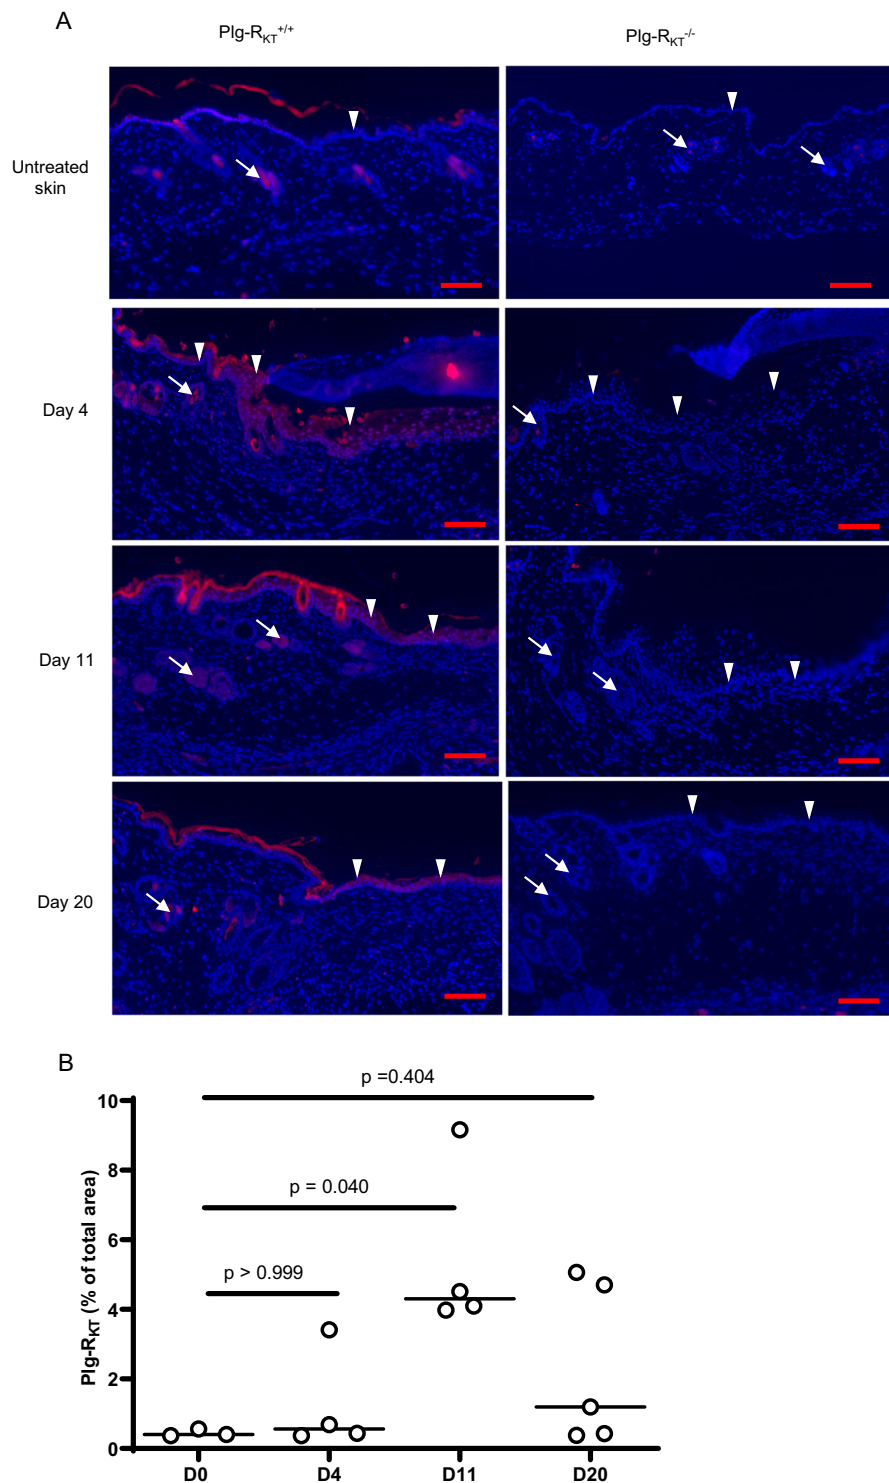 A
Plg-RKT+/+
Plg-RKT-/-
Untreated
skin
Day 4
Day 11
Day 20
B
Plg-RKT (% of total area)
10
8
6
4
2
0
p =0.404
p = 0.040
p > 0.999
D0
D4
D11
D20